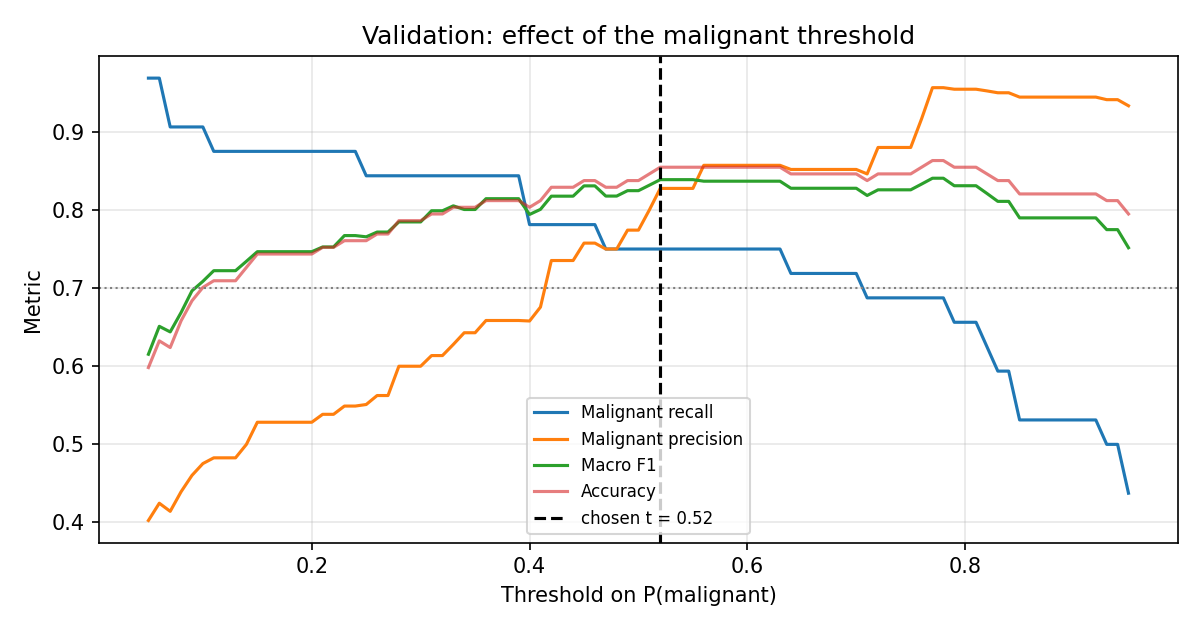 Validation: effect of the malignant threshold
Metric
0.9
0.8
0.7
0.6
0.5
0.4
Malignant recall
Malignant precision
Macro F1
Accuracy
chosen t = 0.52
0.2
0.4
0.6
0.8
Threshold on P(malignant)